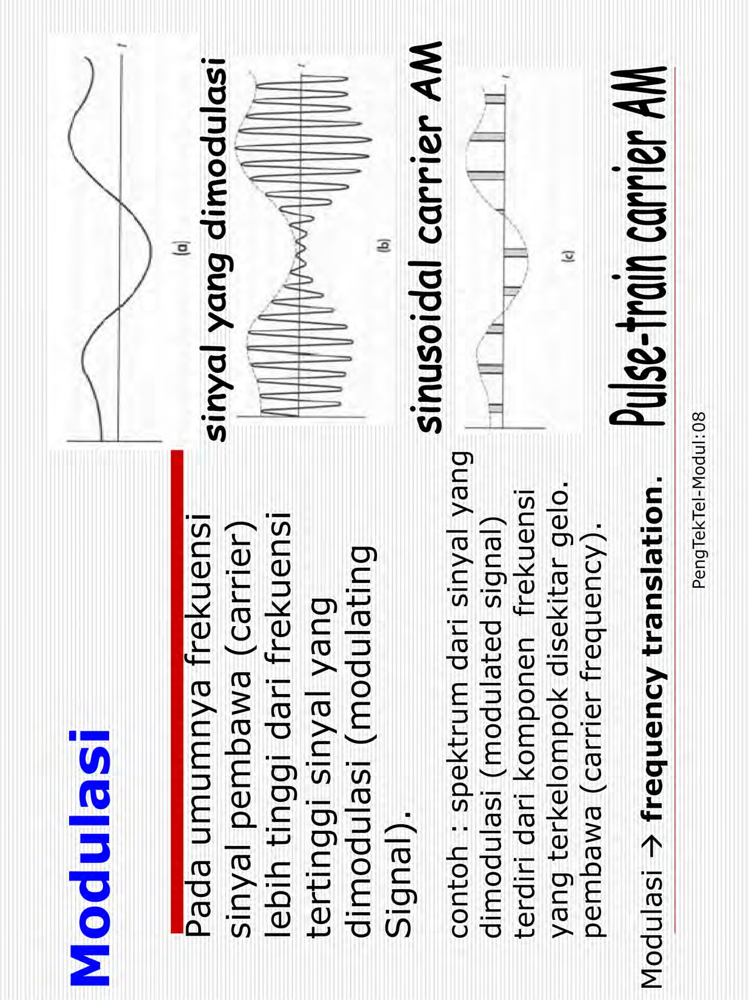 Modulasi
Pada umumnya frekuensi
sinyal pembawa (carrier)
lebih tinggi dari frekuensi
tertinggi sinyal yang
dimodulasi (modulating
Signal).
contoh : spektrum dari sinyal yang
dimodulasi (modulated signal)
terdiri dari komponen frekuensi
yang terkelompok disekitar gelo.
pembawa (carrier frequency).
Modulasi → frequency translation.
t
(a)
sinyal yang dimodulasi
t
(b)
sinusoidal carrier AM
t
(c)
Pulse-train carrier AM
PengTekTel-Modul:08